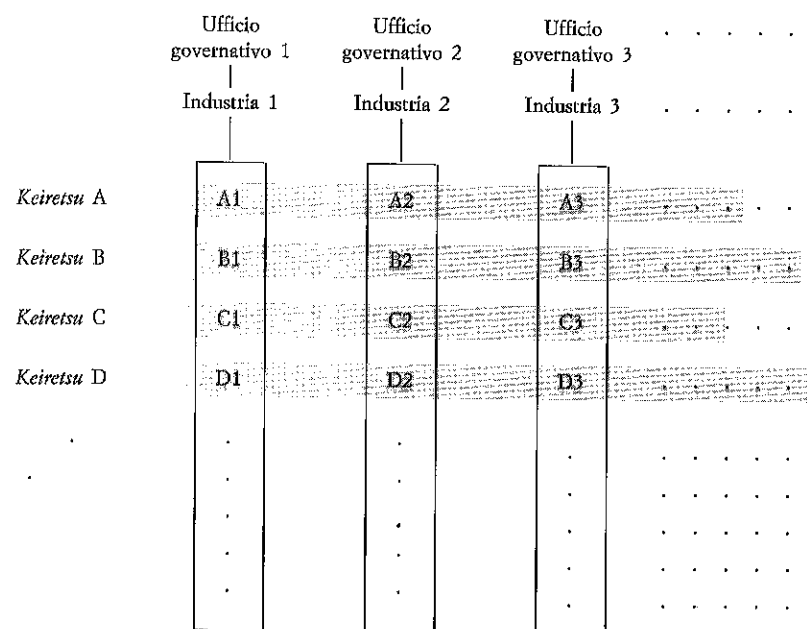 Ufficio Ufficio Ufficio
governativo 1 governativo 2 governativo 3
Industria 1 Industria 2 Industria 3
Keiretsu A A1 A2 A3
Keiretsu B B1 B2 B3
Keiretsu C C1 C2 C3
Keiretsu D D1 D2 D3